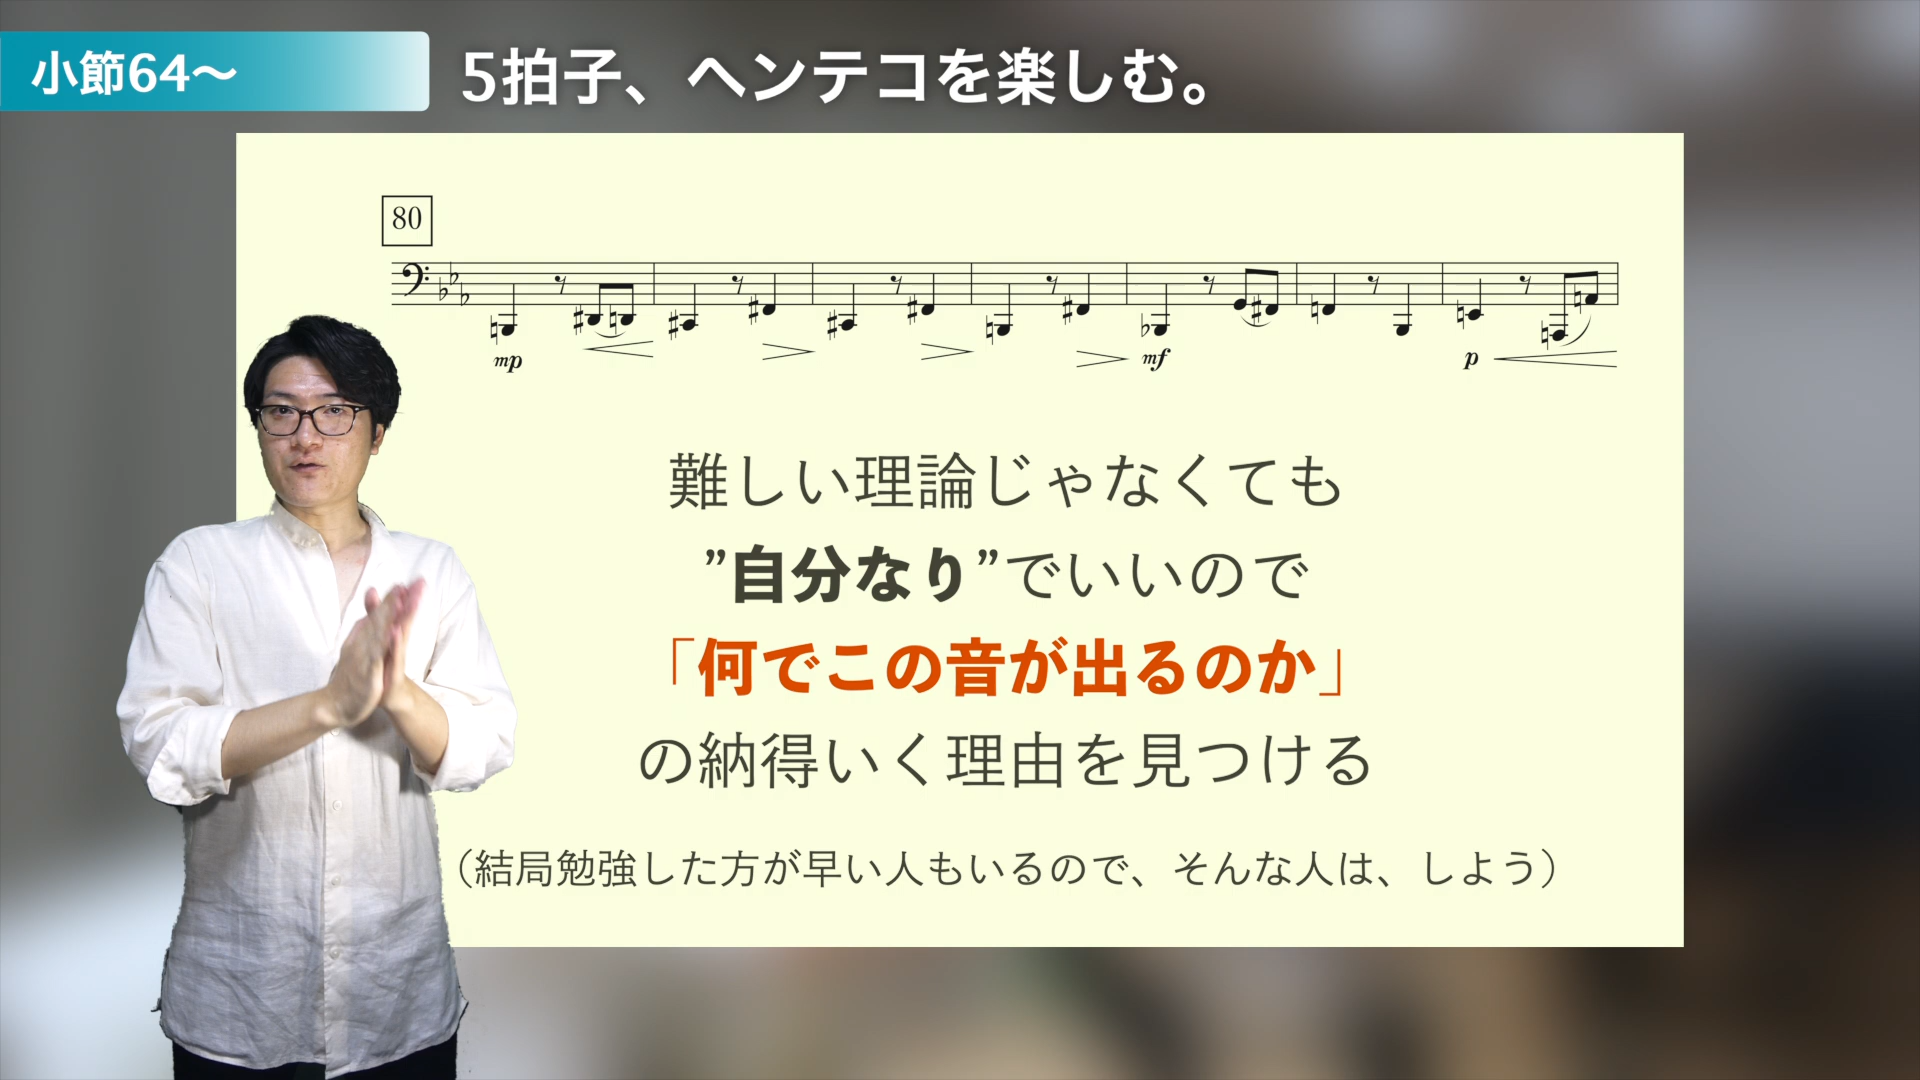 小節64〜
5拍子、ヘンテコを楽しむ。
80
mp
mf
p
難しい理論じゃなくても
”自分なり”でいいので
「何でこの音が出るのか」
の納得いく理由を見つける
（結局勉強した方が早い人もいるので、そんな人は、しよう）